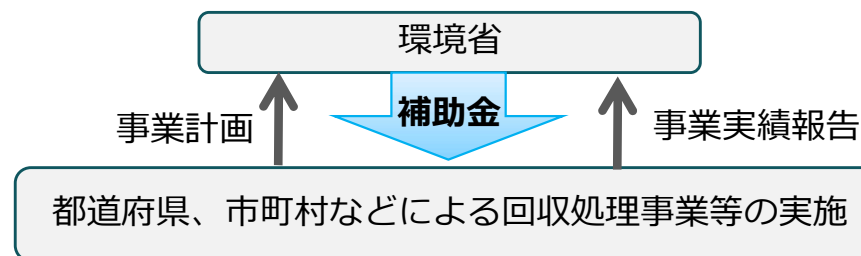 環境省
補助金
事業計画
事業実績報告
都道府県、市町村などによる回収処理事業等の実施